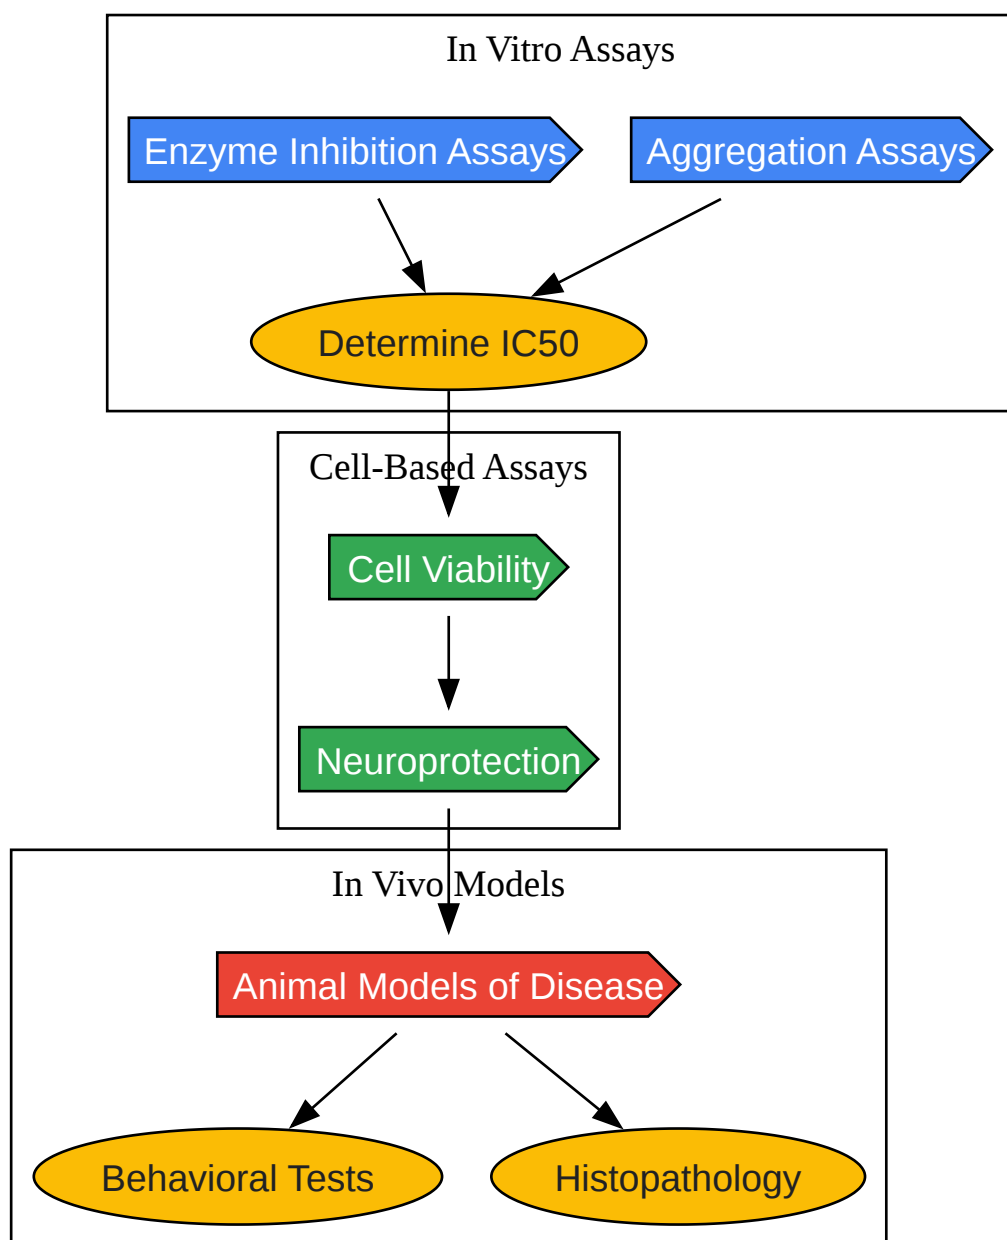 In Vitro Assays
Enzyme Inhibition Assays
Aggregation Assays
Determine IC50
Cell-Based Assays
Cell Viability
Neuroprotection
In Vivo Models
Animal Models of Disease
Behavioral Tests
Histopathology